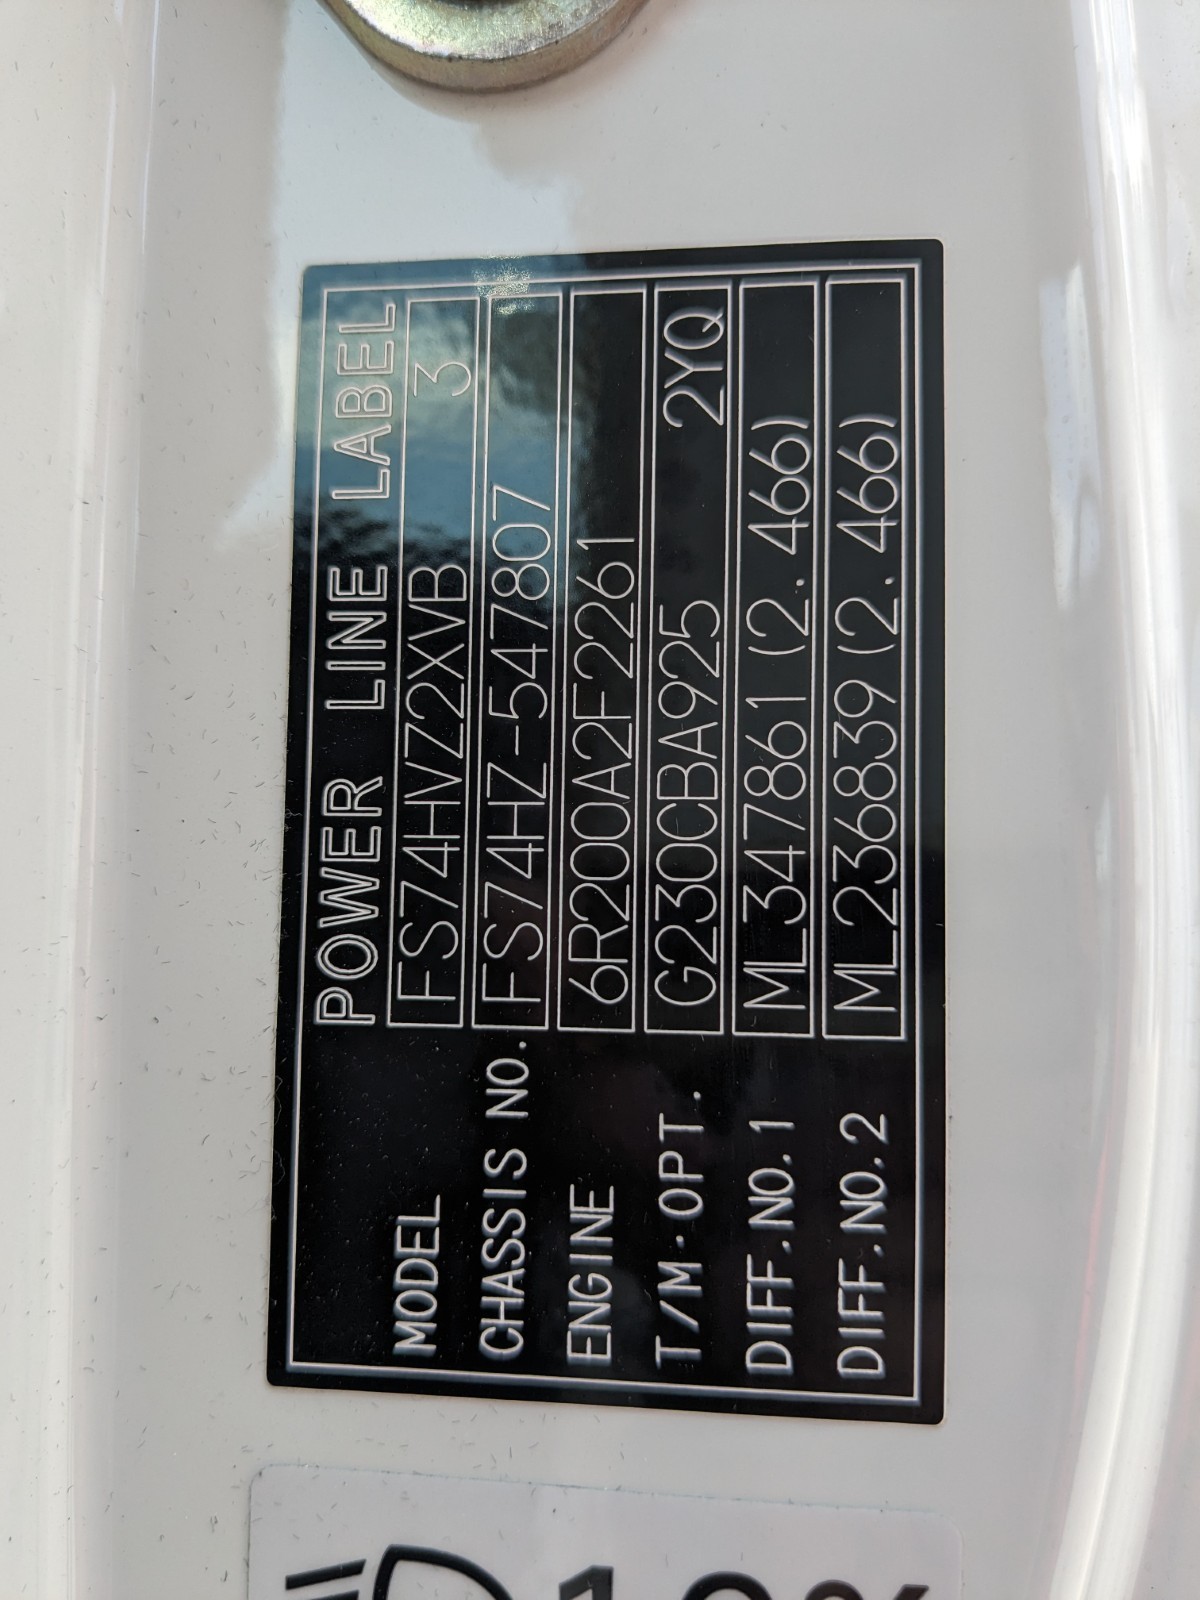 POWER LINE LABEL
MODEL FS74HVZ2XVB 3
CHASSIS NO. FS74HZ-547807
ENGINE 6R200A2F2261
T/M·OPT. G230CBA925 2YQ
DIFF.NO.1 ML347861(2.466)
DIFF.NO.2 ML236839(2.466)